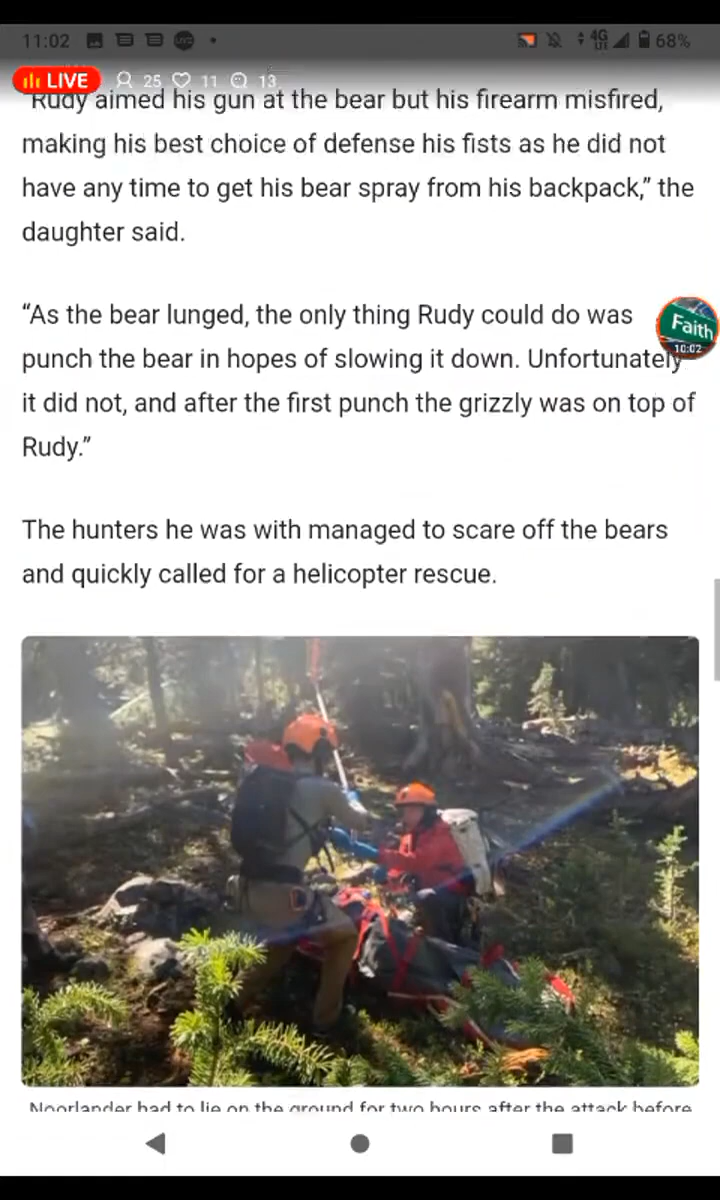 11:02
4G
LTE
68%
LIVE 25 11 13
"Rudy aimed his gun at the bear but his firearm misfired,
making his best choice of defense his fists as he did not
have any time to get his bear spray from his backpack,” the
daughter said.
“As the bear lunged, the only thing Rudy could do was
punch the bear in hopes of slowing it down. Unfortunately
it did not, and after the first punch the grizzly was on top of
Rudy.”
Faith
10:02
The hunters he was with managed to scare off the bears
and quickly called for a helicopter rescue.
Noorlander had to lie on the ground for two hours after the attack before